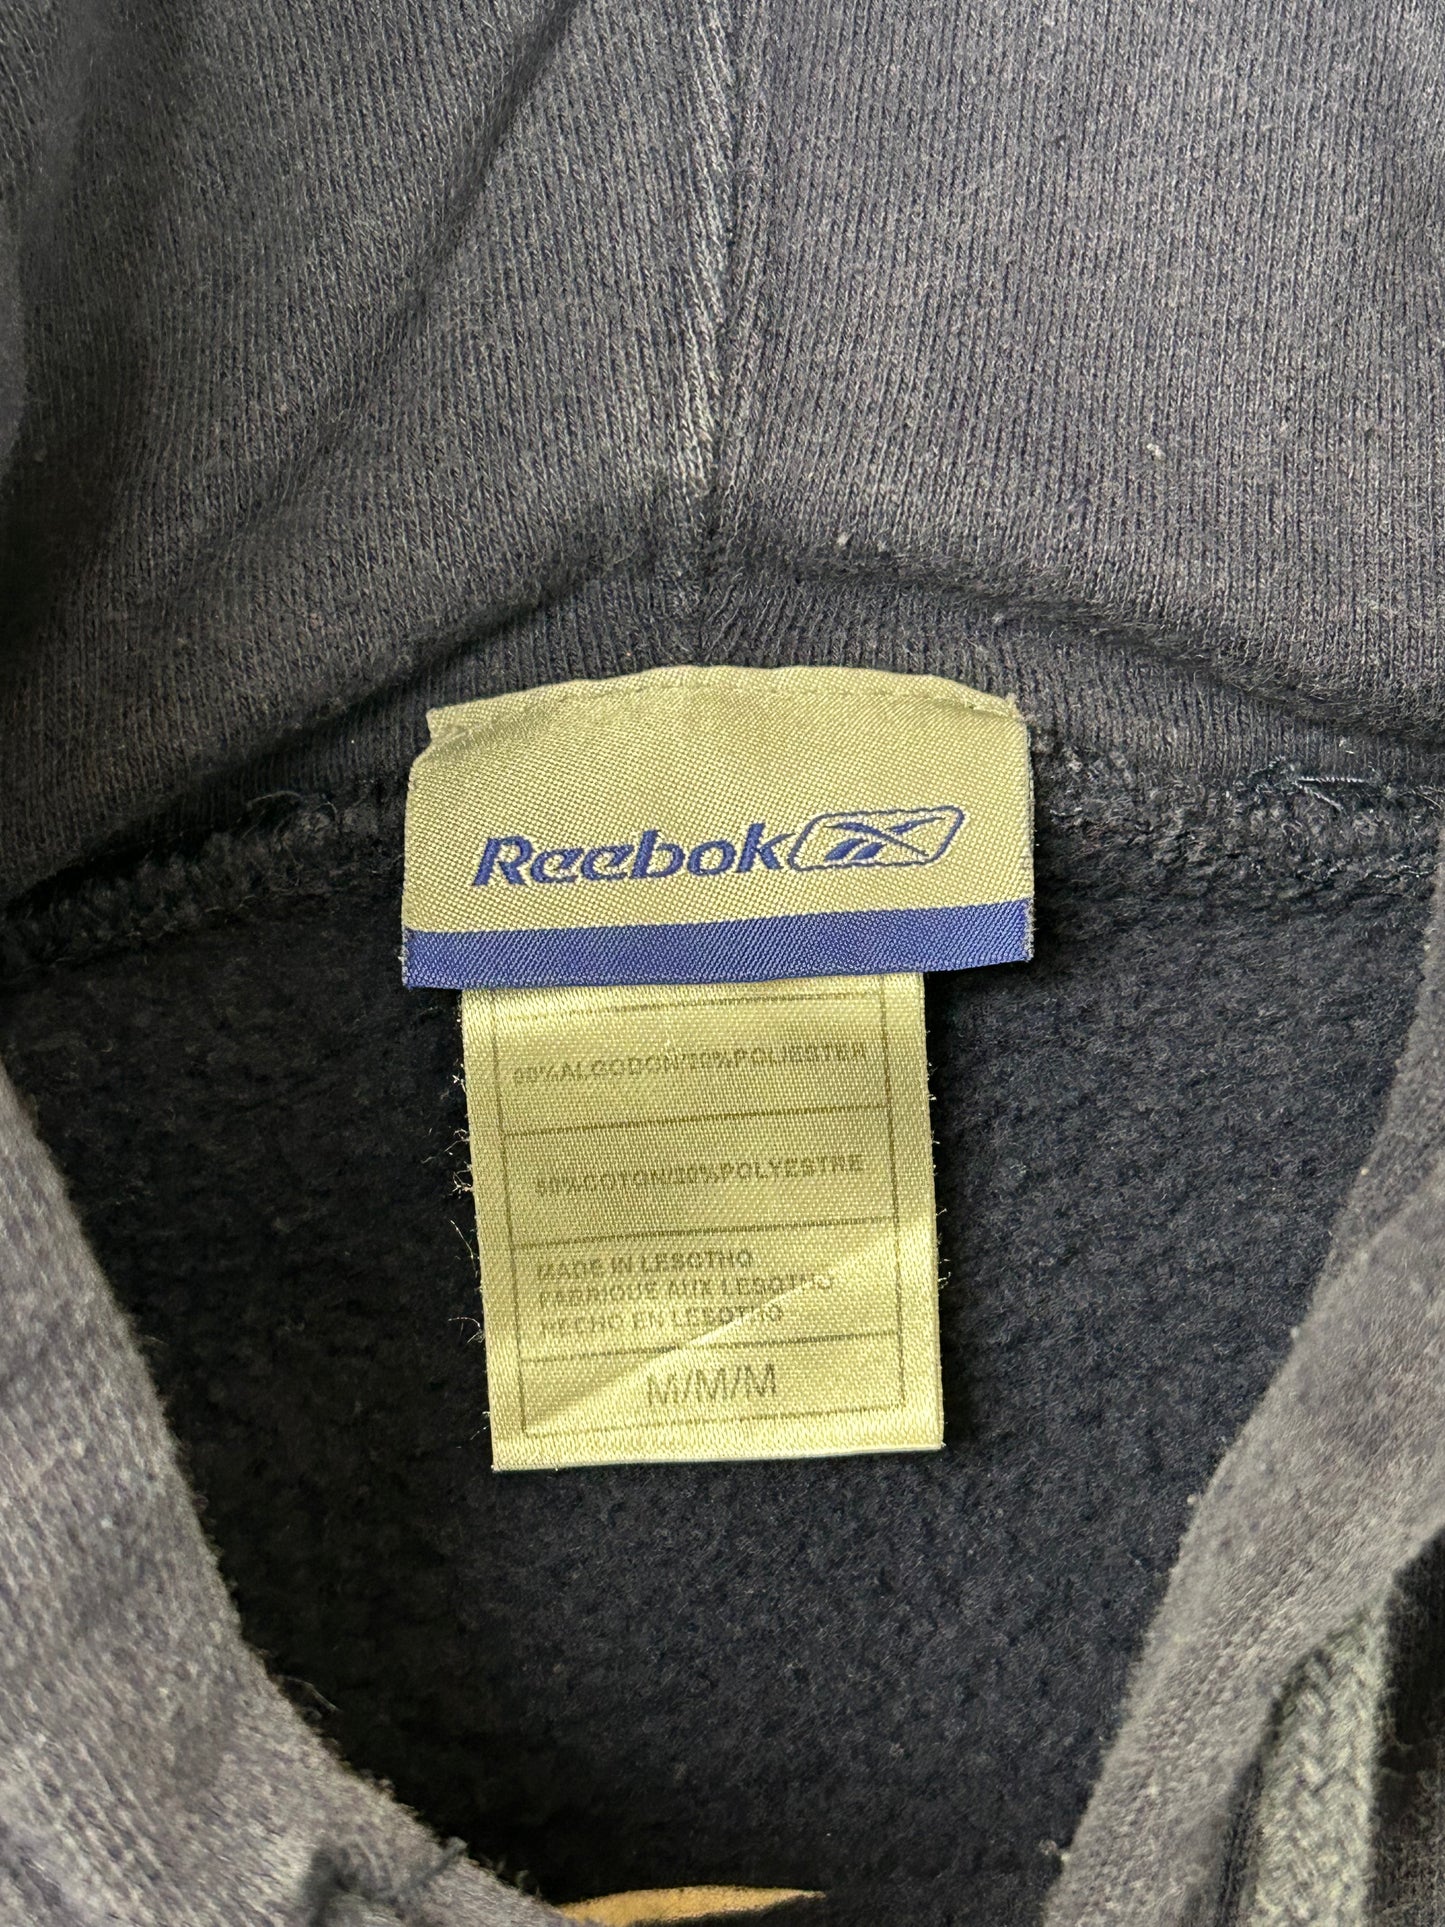 Reebok
80%ALGODON/20%POLIESTER
80%COTON/20%POLYESTRE
MADE IN LESOTHO
FABRIQUE AUX LESOTHO
HECHO EN LESOTHO
M/M/M